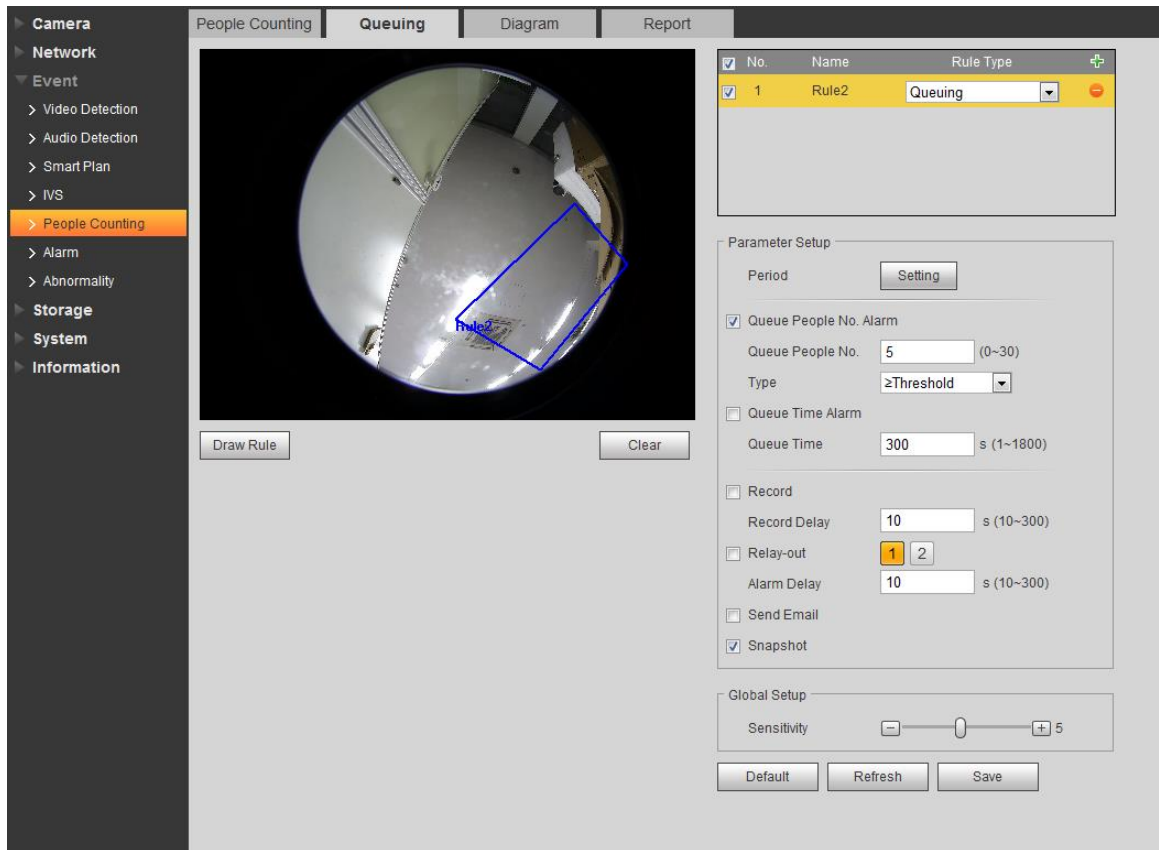 Camera
Network
Event
Video Detection
Audio Detection
Smart Plan
IVS
People Counting
Alarm
Abnormality
Storage
System
Information
People Counting Queuing Diagram Report
Rule2
Draw Rule Clear
No. Name Rule Type
1 Rule2 Queuing
Parameter Setup
Period Setting
Queue People No. Alarm
Queue People No. 5 (0~30)
Type ≥Threshold
Queue Time Alarm
Queue Time 300 s (1~1800)
Record
Record Delay 10 s (10~300)
Relay-out 1 2
Alarm Delay 10 s (10~300)
Send Email
Snapshot
Global Setup
Sensitivity 5
Default Refresh Save